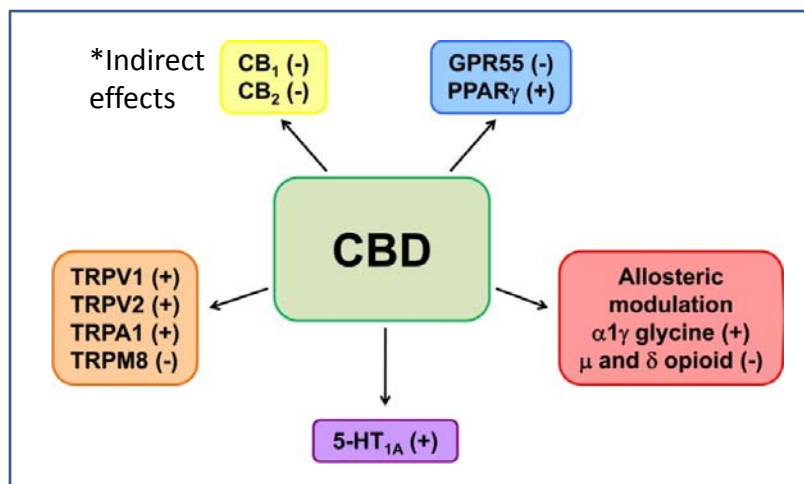 *Indirect
effects
CB₁ (-)
CB₂ (-)
GPR55 (-)
PPARγ (+)
CBD
TRPV1 (+)
TRPV2 (+)
TRPA1 (+)
TRPM8 (-)
Allosteric
modulation
α1γ glycine (+)
μ and δ opioid (-)
5-HT₁ₐ (+)